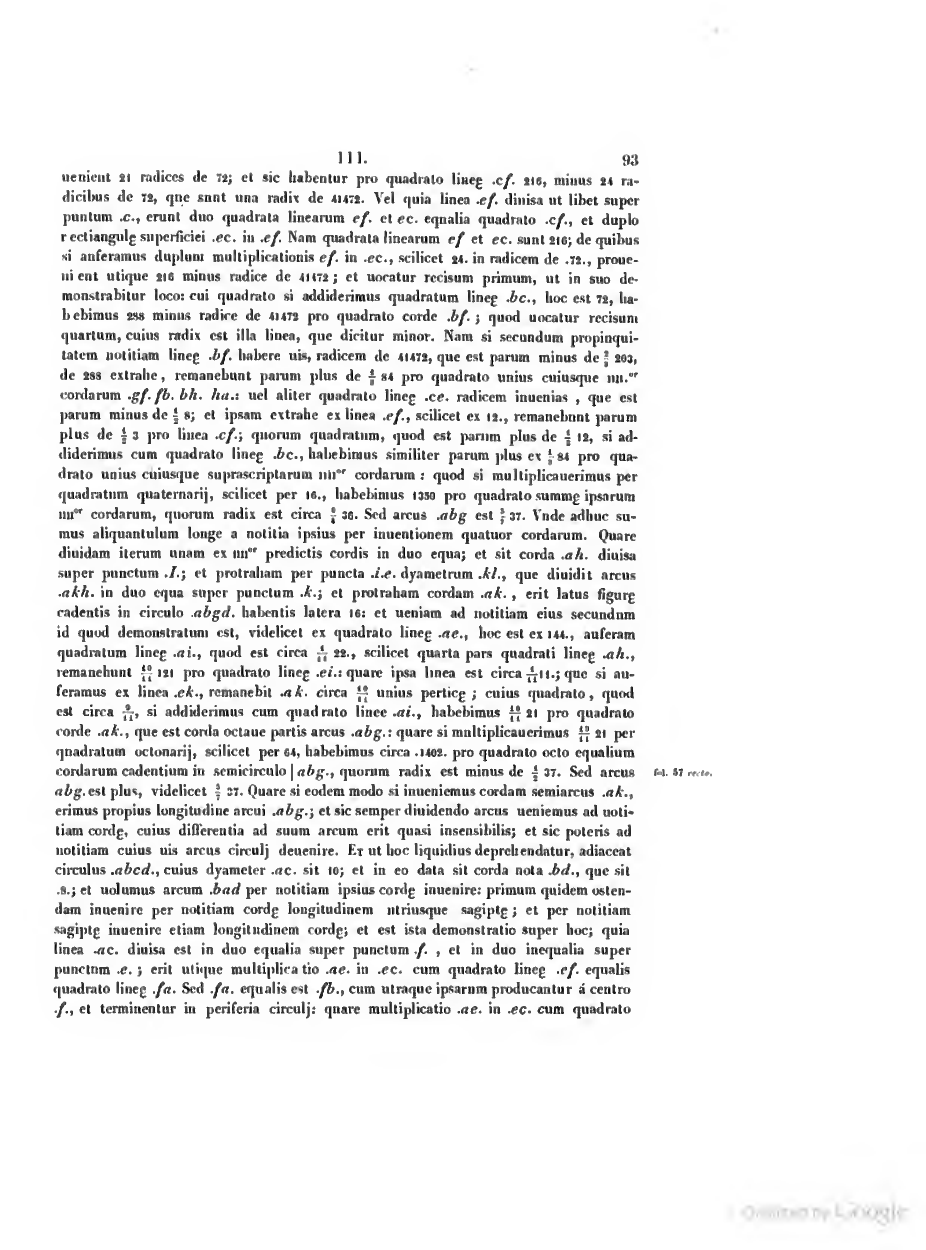 III. 93
uenient 21 radices de 72; et sic habentur pro quadrato lineę .cf. 216, minus 24 ra-
dicibus de 72, que sunt una radix de 41472. Vel quia linea .ef. diuisa ut libet super
puntum .c., erunt duo quadrata linearum ef. et ec. equalia quadrato .cf., et duplo
rectiangulę superficiei .ec. in .ef. Nam quadrata linearum ef et ec. sunt 216; de quibus
si anferamus duplum multiplicationis ef. in .ec., scilicet 24. in radicem de .72., proue-
nient utique 216 minus radice de 41472; et uocatur recisum primum, ut in suo de-
monstrabitur loco: cui quadrato si addiderimus quadratum lineę .bc., hoc est 72, ha-
bebimus 288 minus radice de 41472 pro quadrato corde .bf.; quod uocatur recisum
quartum, cuius radix est illa linea, que dicitur minor. Nam si secundum propinqui-
tatem notitiam lineę .bf. habere uis, radicem de 41472, que est parum minus de 203,
de 288 extrahe, remanebunt parum plus de 84 pro quadrato unius cuiusque IIII.or
cordarum .gf. fb. bh. ha.: uel aliter quadrato lineę .ce. radicem inuenias , que est
parum minus de 1/2 8; et ipsam extrahe ex linea .ef., scilicet ex 12., remanebunt parum
plus de 1/2 3 pro linea .cf.; quorum quadratum, quod est parum plus de 1/2 12, si ad-
diderimus cum quadrato lineę .bc., habebimus similiter parum plus ex 84 pro qua-
drato unius cuiusque suprascriptarum IIIIor cordarum : quod si multiplicauerimus per
quadratum quaternarij, scilicet per 16., habebimus 1350 pro quadrato summę ipsarum
IIIIor cordarum, quorum radix est circa 36. Sed arcus .abg est 37. Vnde adhuc su-
mus aliquantulum longe a notitia ipsius per inuentionem quatuor cordarum. Quare
diuidam iterum unam ex IIIIor predictis cordis in duo equa; et sit corda .ah. diuisa
super punctum .I.; et protraham per puncta .i.e. dyametrum .kl., que diuidit arcus
.akh. in duo equa super punctum .k.; et protraham cordam .ak. , erit latus figurę
cadentis in circulo .abgd. habentis latera 16: et ueniam ad notitiam eius secundum
id quod demonstratum est, videlicet ex quadrato lineę .ae., hoc est ex 144., auferam
quadratum lineę .ai., quod est circa 1/11 22., scilicet quarta pars quadrati lineę .ah.,
remanebunt 10/11 121 pro quadrato lineę .ei.: quare ipsa linea est circa 1/11 11.; que si au-
feramus ex linea .ek., remanebit .ak. circa 10/11 unius perticę ; cuius quadrato, quod
est circa 9/11, si addiderimus cum quadrato linee .ai., habebimus 10/11 21 pro quadrato
corde .ak., que est corda octaue partis arcus .abg.: quare si multiplicauerimus 10/11 21 per
quadratum octonarij, scilicet per 64, habebimus circa .1402. pro quadrato octo equalium
cordarum cadentium in semicirculo | abg., quorum radix est minus de 1/2 37. Sed arcus fol. 57 recto.
abg. est plus, videlicet 37. Quare si eodem modo si inueniemus cordam semiarcus .ak.,
erimus propius longitudine arcui .abg.; et sic semper diuidendo arcus ueniemus ad noti-
tiam cordę, cuius differentia ad suum arcum erit quasi insensibilis; et sic poteris ad
notitiam cuius uis arcus circulj deuenire. Et ut hoc liquidius deprehendatur, adiaceat
circulus .abcd., cuius dyameter .ac. sit 10; et in eo data sit corda nota .bd., que sit
.8.; et uolumus arcum .bad per notitiam ipsius cordę inuenire: primum quidem osten-
dam inuenire per notitiam cordę longitudinem utriusque sagiptę ; et per notitiam
sagiptę inuenire etiam longitudinem cordę; et est ista demonstratio super hoc; quia
linea .ac. diuisa est in duo equalia super punctum .f. , et in duo inequalia super
punctum .e. ; erit utique multiplicatio .ae. in .ec. cum quadrato lineę .ef. equalis
quadrato lineę .fa. Sed .fa. equalis est .fb., cum utraque ipsarum producantur á centro
.f., et terminentur in periferia circulj: quare multiplicatio .ae. in .ec. cum quadrato